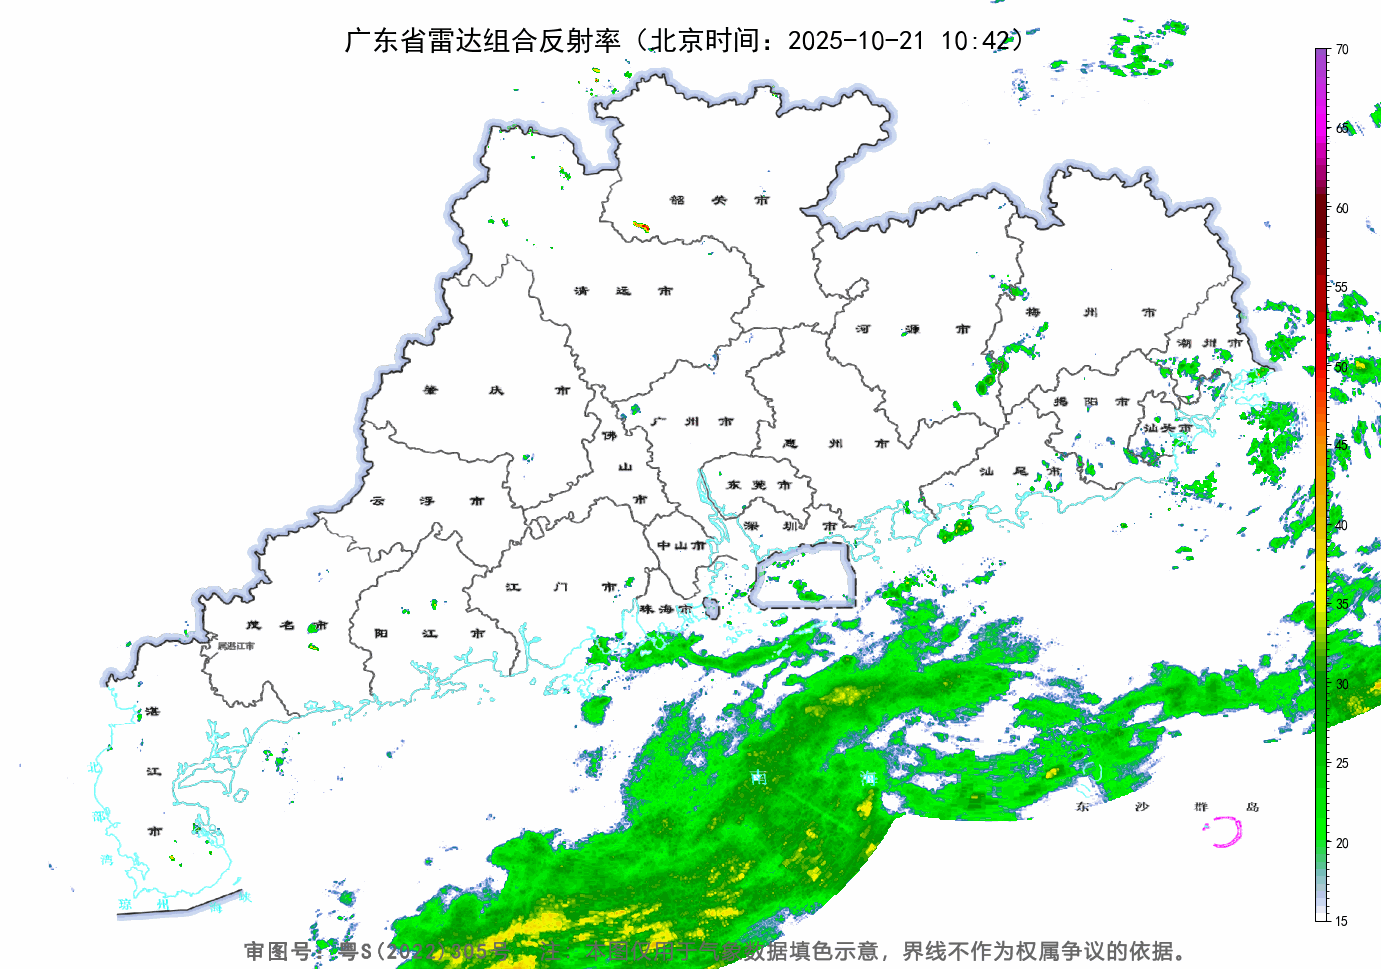 广东省雷达组合反射率（北京时间：2025-10-21 10:42）
70
65
60
55
50
45
40
35
30
25
20
15
韶关市
清远市
河源市
梅州市
潮州市
肇庆市
广州市
揭阳市
汕头市
佛山市
惠州市
汕尾市
云浮市
东莞市
深圳市
中山市
江门市
珠海市
茂名市
阳江市
属湛江市
湛江市
南海
北部湾
东沙群岛
琼州海峡
审图号：粤S(2022)305号 注：本图仅用于气象数据填色示意，界线不作为权属争议的依据。